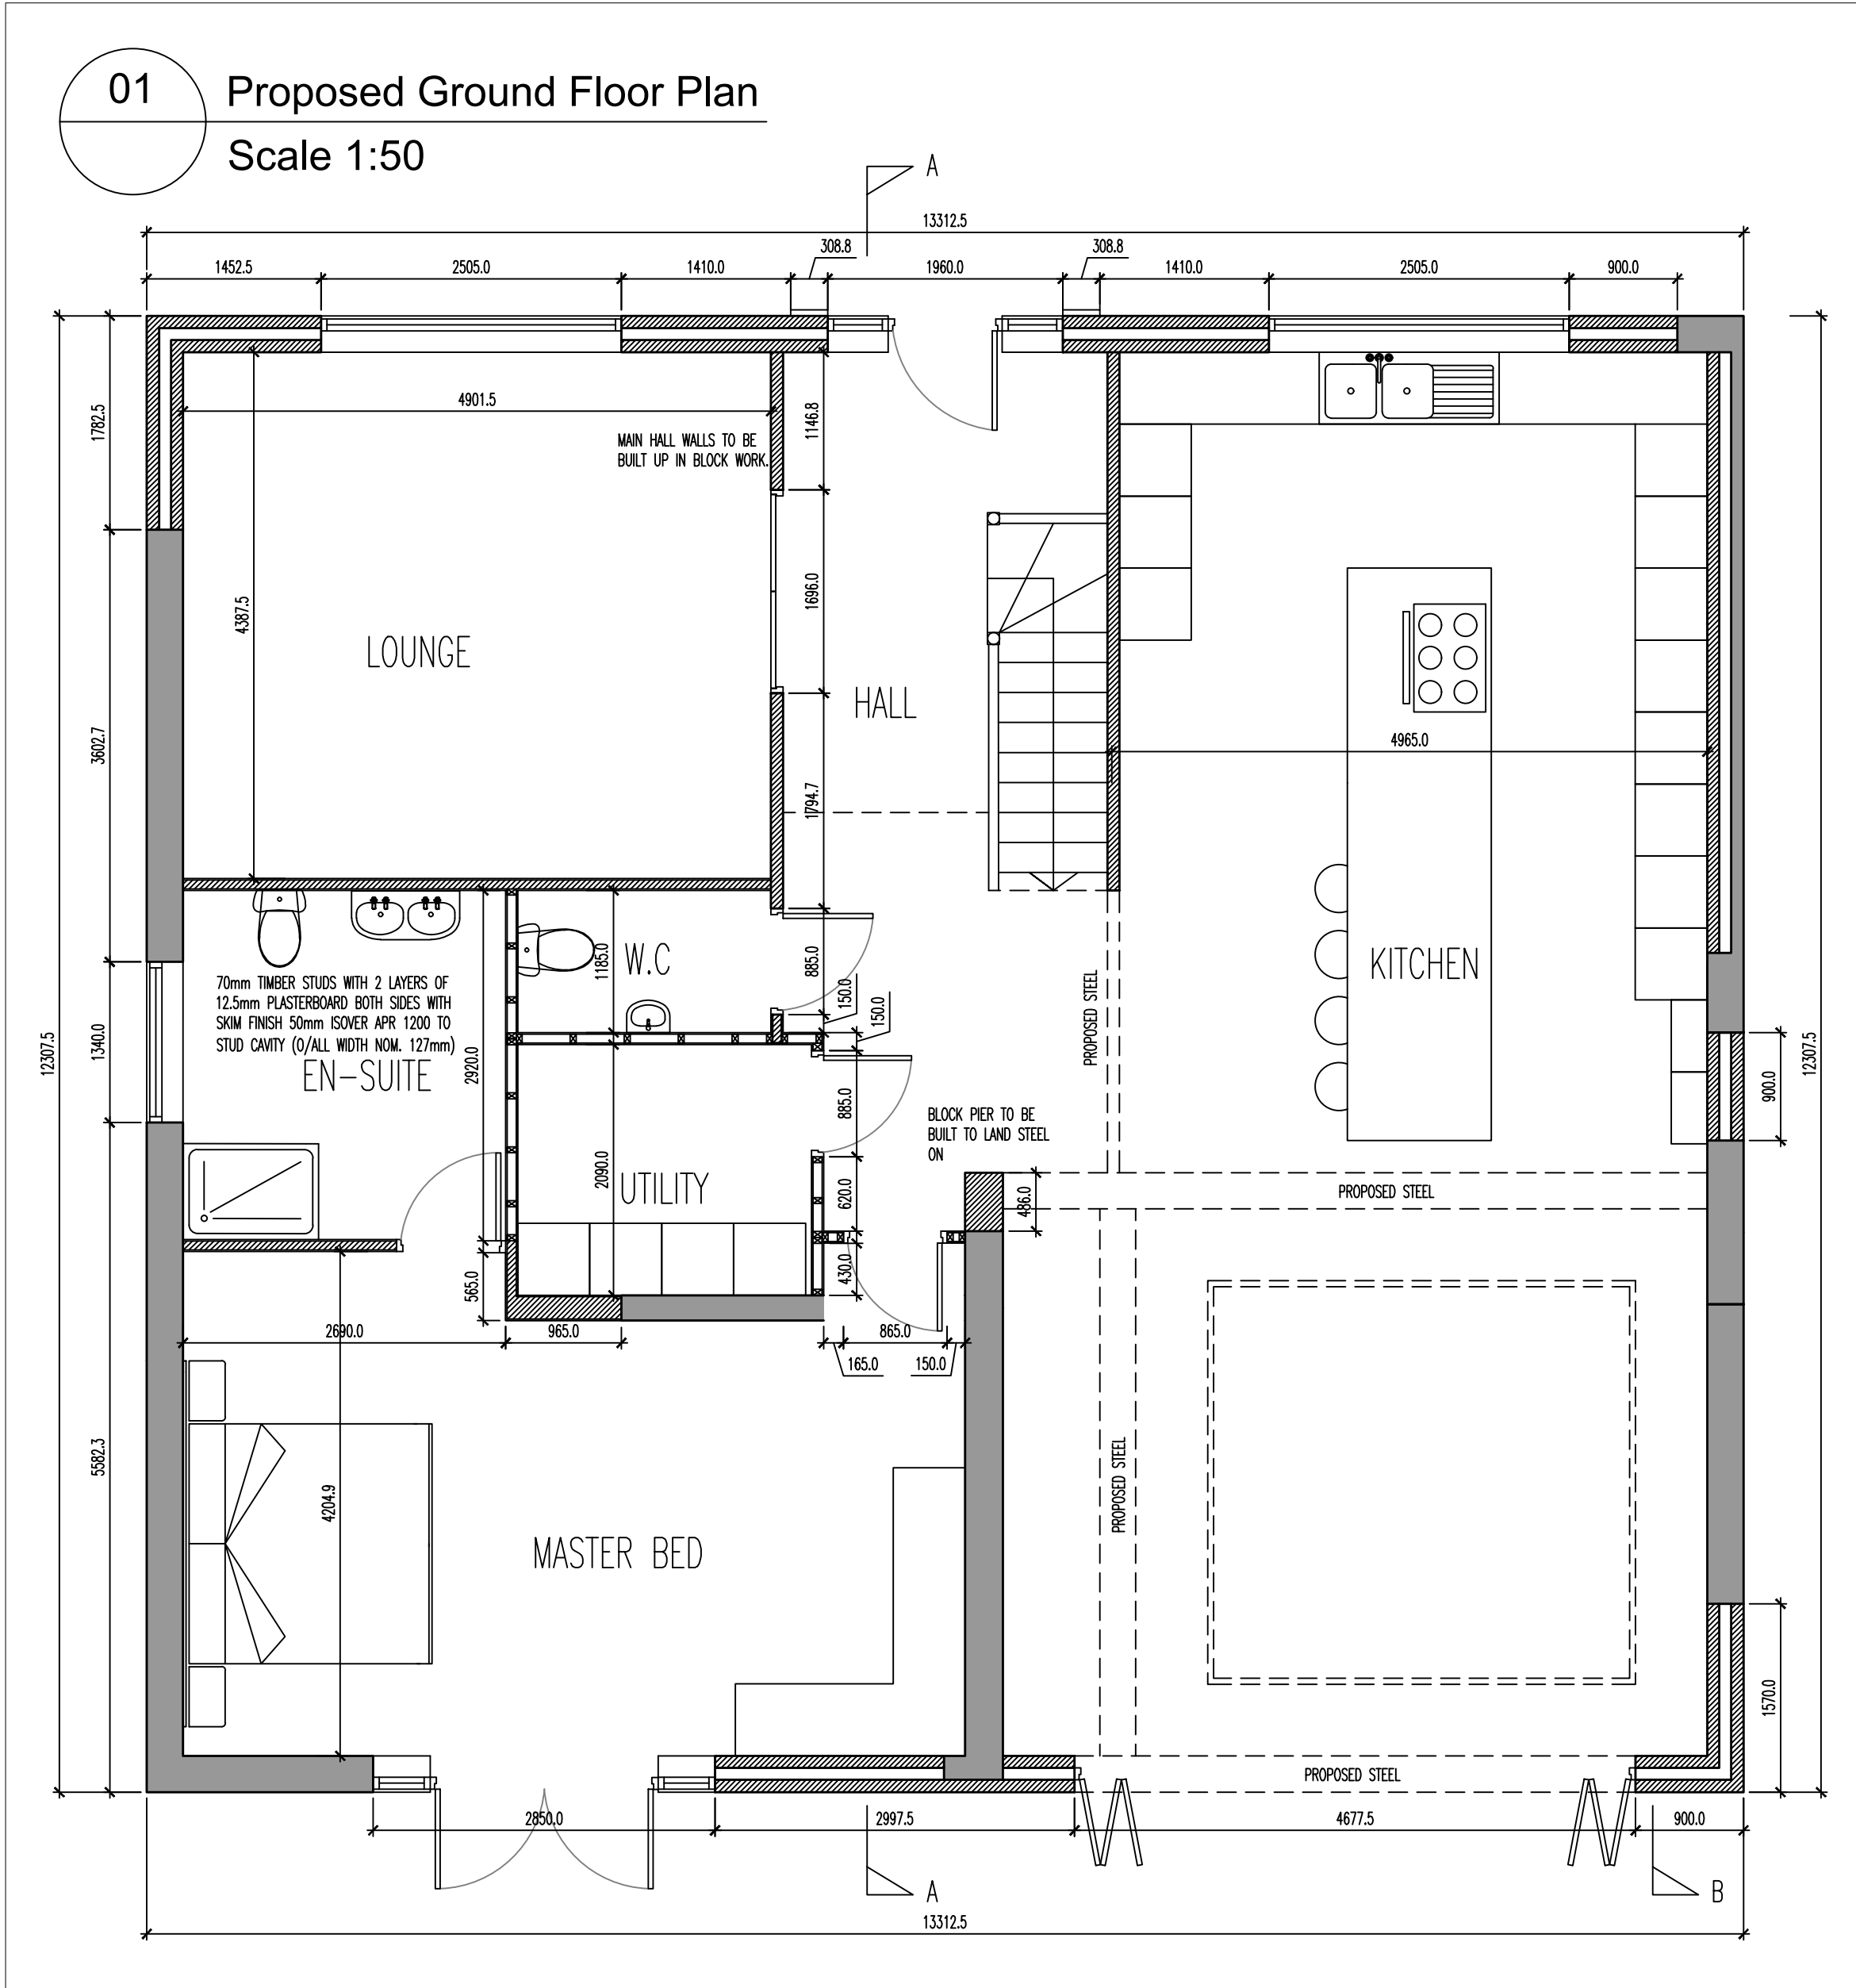 01
Proposed Ground Floor Plan
Scale 1:50
A
13312.5
308.8
308.8
1452.5
2505.0
1410.0
1960.0
1410.0
2505.0
900.0
1782.5
4901.5
1146.8
MAIN HALL WALLS TO BE
BUILT UP IN BLOCK WORK.
4387.5
1696.0
LOUNGE
HALL
3602.7
4965.0
1794.7
W.C
1185.0
885.0
KITCHEN
150.0
150.0
PROPOSED STEEL
70mm TIMBER STUDS WITH 2 LAYERS OF
12.5mm PLASTERBOARD BOTH SIDES WITH
SKIM FINISH 50mm ISOVER APR 1200 TO
STUD CAVITY (O/ALL WIDTH NOM. 127mm)
EN-SUITE
12307.5
1340.0
2920.0
12307.5
900.0
885.0
BLOCK PIER TO BE
BUILT TO LAND STEEL
ON
2090.0
UTILITY
620.0
486.0
PROPOSED STEEL
430.0
565.0
2690.0
965.0
865.0
165.0
150.0
5582.3
4204.9
PROPOSED STEEL
MASTER BED
1570.0
PROPOSED STEEL
2850.0
2997.5
4677.5
900.0
A
B
13312.5